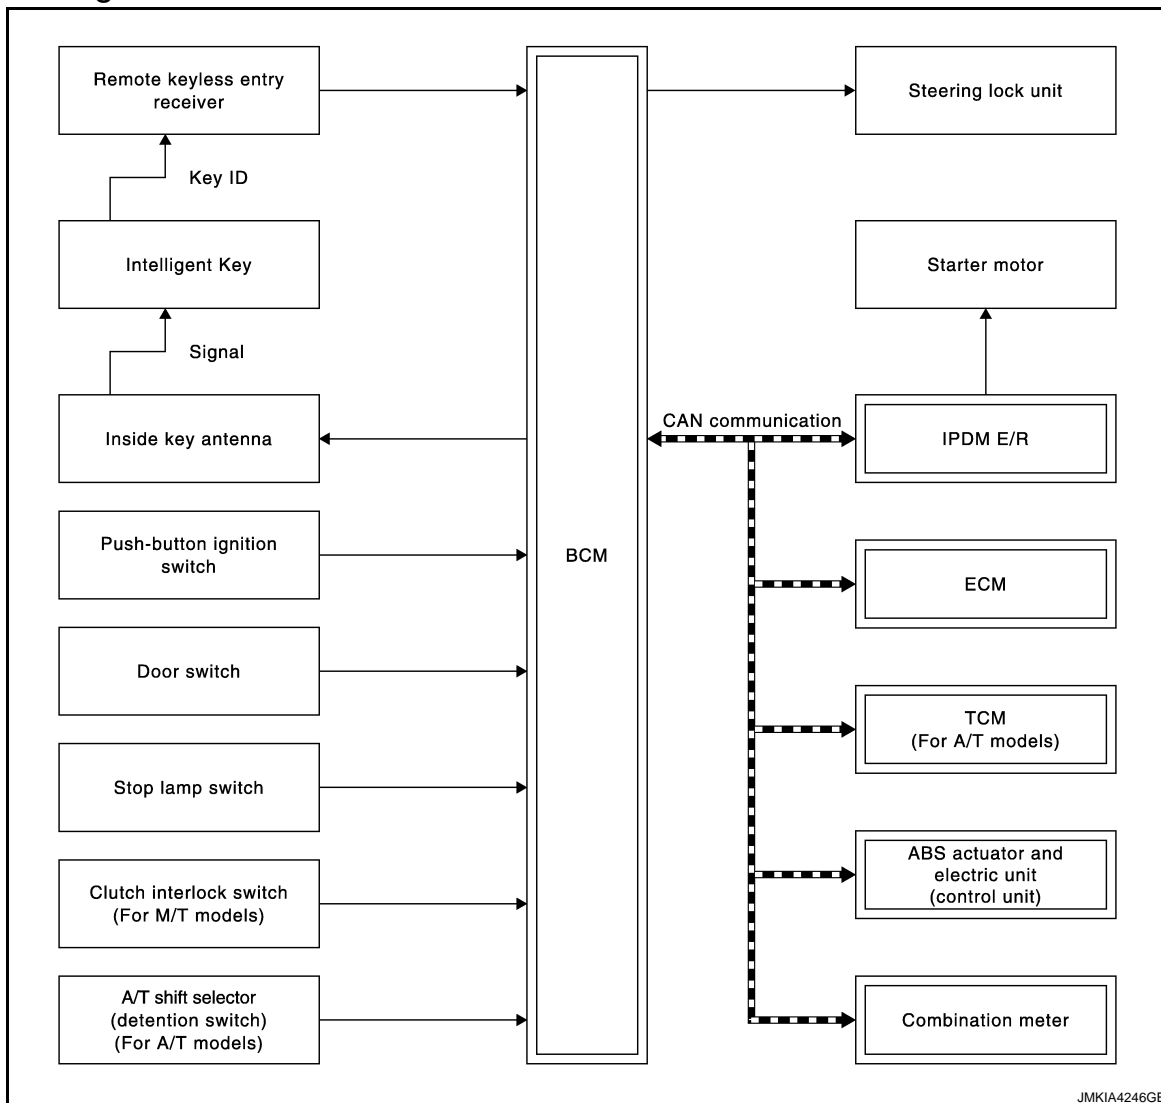 Remote keyless entry
receiver
Key ID
Intelligent Key
Signal
Inside key antenna
Push-button ignition
switch
Door switch
Stop lamp switch
Clutch interlock switch
(For M/T models)
A/T shift selector
(detention switch)
(For A/T models)
BCM
Steering lock unit
Starter motor
CAN communication
IPDM E/R
ECM
TCM
(For A/T models)
ABS actuator and
electric unit
(control unit)
Combination meter